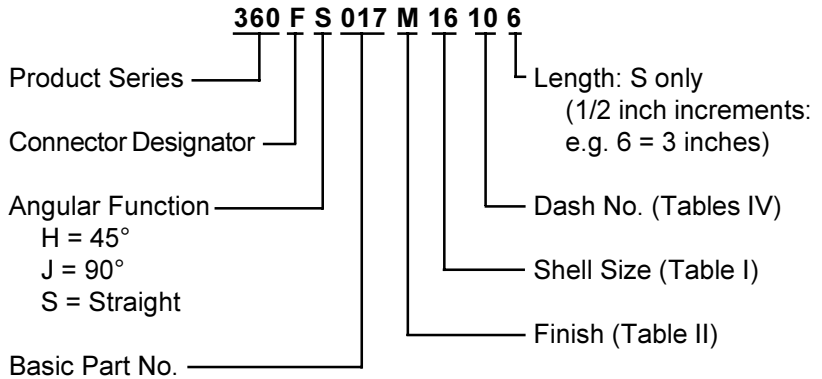 360 F S 017 M 16 10 6
Product Series
Connector Designator
Angular Function
H = 45°
J = 90°
S = Straight
Basic Part No.
Length: S only
(1/2 inch increments:
e.g. 6 = 3 inches)
Dash No. (Tables IV)
Shell Size (Table I)
Finish (Table II)